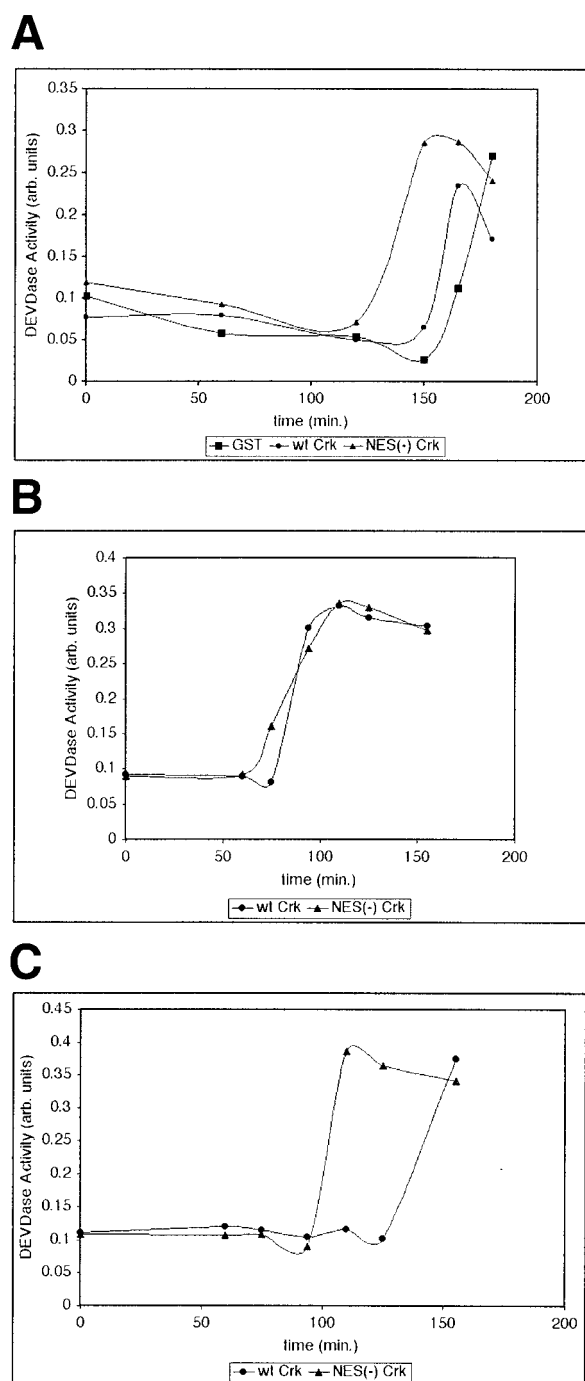 A
DEVDase Activity (arb. units)
0.35
0.3
0.25
0.2
0.15
0.1
0.05
0
0 50 100 150 200
time (min.)
GST wt Crk NES(-) Crk
B
DEVDase Activity (arb. units)
0.4
0.35
0.3
0.25
0.2
0.15
0.1
0.05
0
0 50 100 150 200
time (min.)
wt Crk NES(-) Crk
C
DEVDase Activity (arb. units)
0.45
0.4
0.35
0.3
0.25
0.2
0.15
0.1
0.05
0
0 50 100 150 200
time (min.)
wt Crk NES(-) Crk